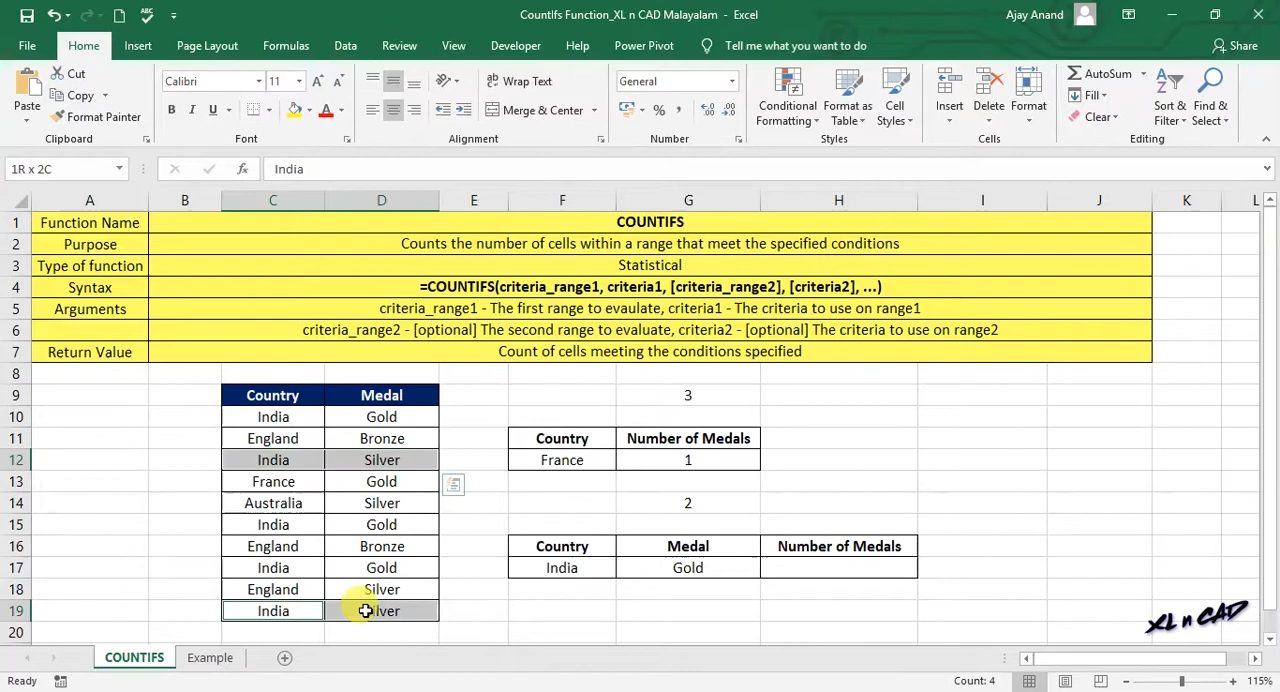 CountIfs Function_XL n CAD Malayalam - Excel
Ajay Anand
File Home Insert Page Layout Formulas Data Review View Developer Help Power Pivot Tell me what you want to do Share
Paste Cut Copy Format Painter Clipboard
Calibri 11 B I U Font
Wrap Text Merge & Center Alignment
General % Number
Conditional Formatting Format as Table Cell Styles Styles
Insert Delete Format Cells
AutoSum Fill Clear Sort & Filter Find & Select Editing
1R x 2C fx India
A B C D E F G H I J K L
1 Function Name COUNTIFS
2 Purpose Counts the number of cells within a range that meet the specified conditions
3 Type of function Statistical
4 Syntax =COUNTIFS(criteria_range1, criteria1, [criteria_range2], [criteria2], ...)
5 Arguments criteria_range1 - The first range to evaulate, criteria1 - The criteria to use on range1
6 criteria_range2 - [optional] The second range to evaluate, criteria2 - [optional] The criteria to use on range2
7 Return Value Count of cells meeting the conditions specified
8
9 Country Medal 3
10 India Gold
11 England Bronze Country Number of Medals
12 India Silver France 1
13 France Gold
14 Australia Silver 2
15 India Gold
16 England Bronze Country Medal Number of Medals
17 India Gold India Gold
18 England Silver
19 India Silver
20
XL n CAD
COUNTIFS Example
Ready Count: 4 115%